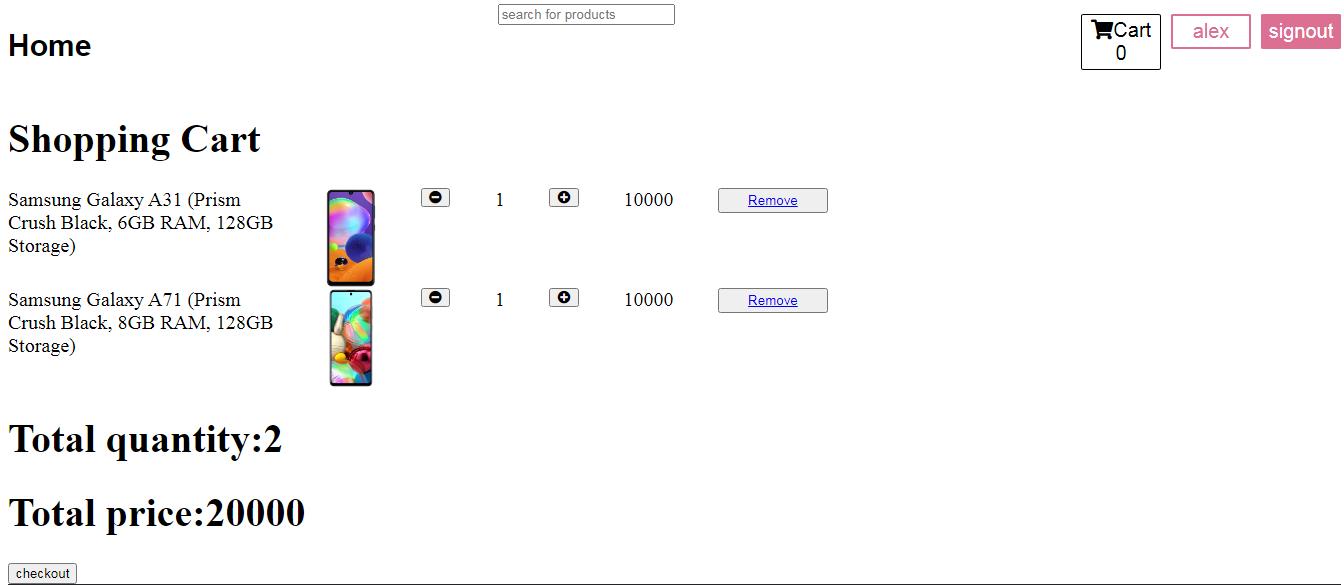 search for products
Home
Cart
0
alex
signout
Shopping Cart
Samsung Galaxy A31 (Prism
Crush Black, 6GB RAM, 128GB
Storage)
1
10000
Remove
Samsung Galaxy A71 (Prism
Crush Black, 8GB RAM, 128GB
Storage)
1
10000
Remove
Total quantity:2
Total price:20000
checkout